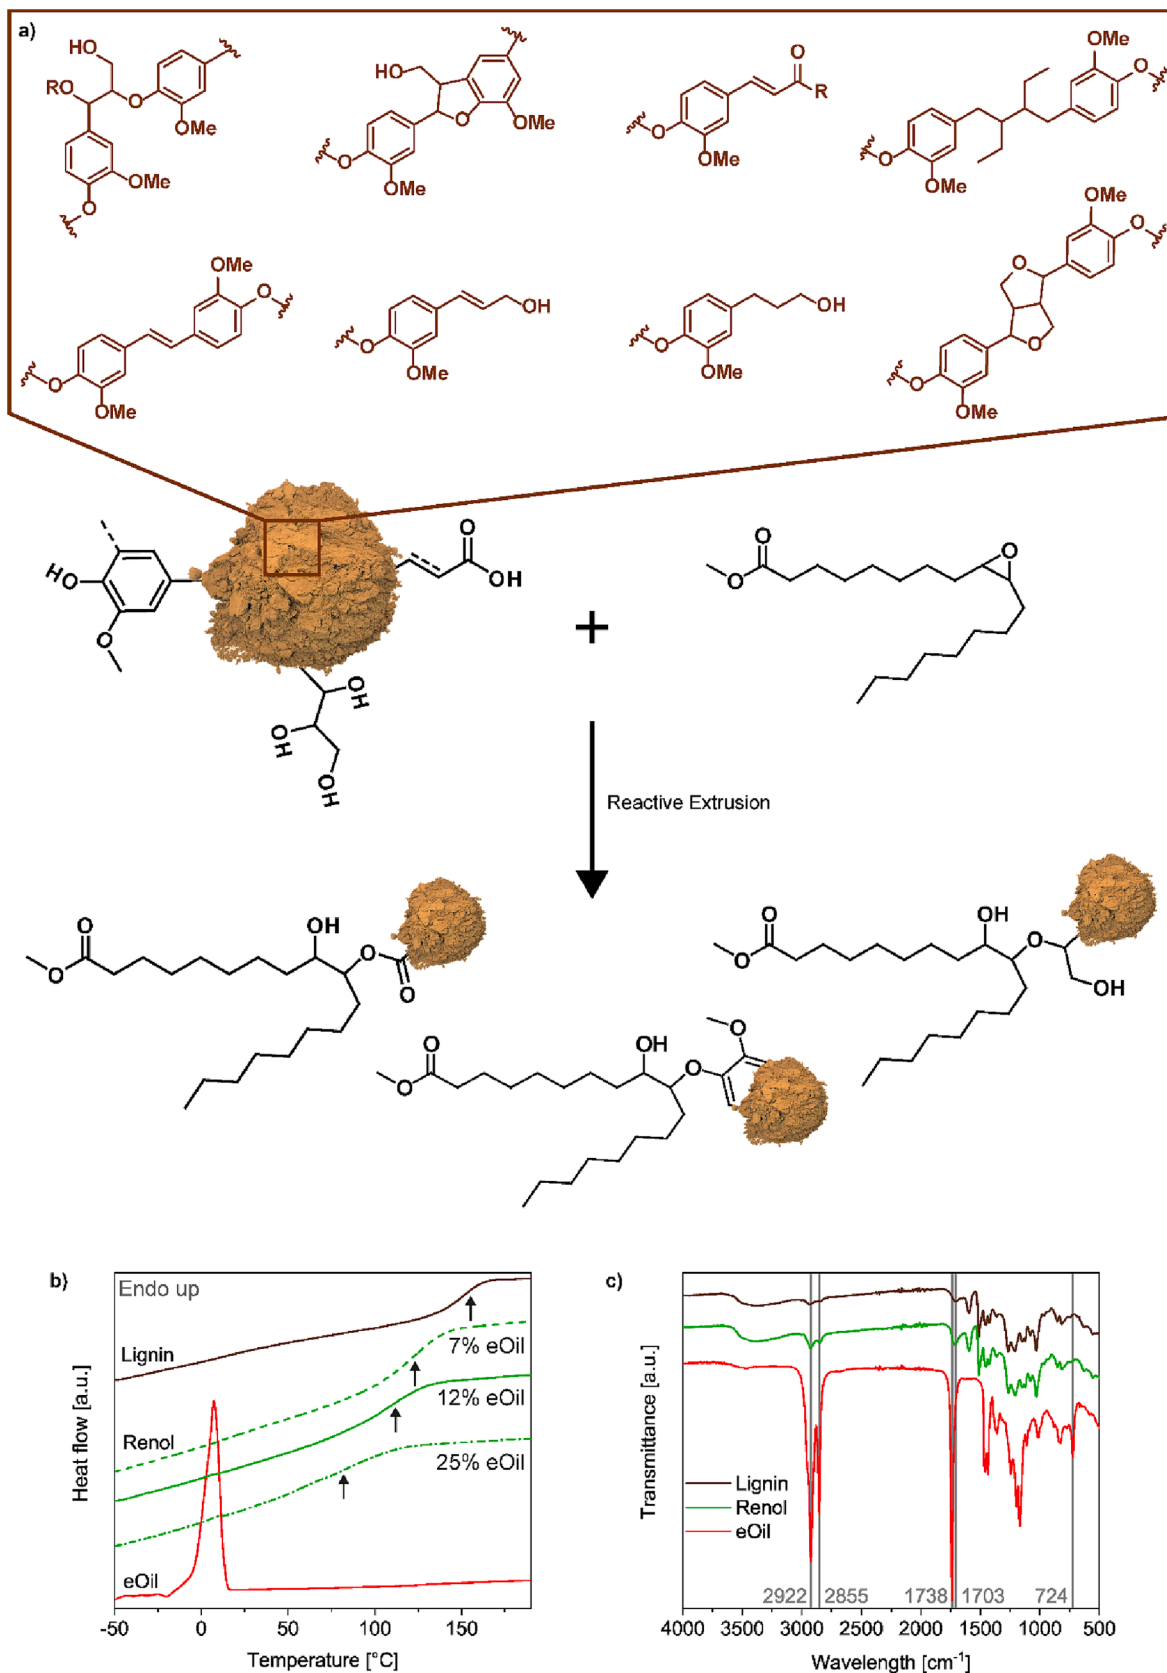 a)
HO
RO
O
OMe
OMe
O
HO
O
OMe
O
OMe
O
R
O
OMe
OMe
O
O
OMe
OMe
O
O
OMe
OH
O
OMe
OH
O
OMe
OMe
O
O
O
O
OMe
HO
O
O
OH
OH
OH
OH
+
O
O
O
Reactive Extrusion
O
O
OH
O
O
O
O
OH
O
O
O
O
OH
O
OH
b)
Endo up
Lignin
7% eOil
12% eOil
Renol
25% eOil
eOil
Heat flow [a.u.]
-50 0 50 100 150
Temperature [°C]
c)
Transmittance [a.u.]
Lignin
Renol
eOil
2922 2855 1738 1703 724
4000 3500 3000 2500 2000 1500 1000 500
Wavelength [cm⁻¹]